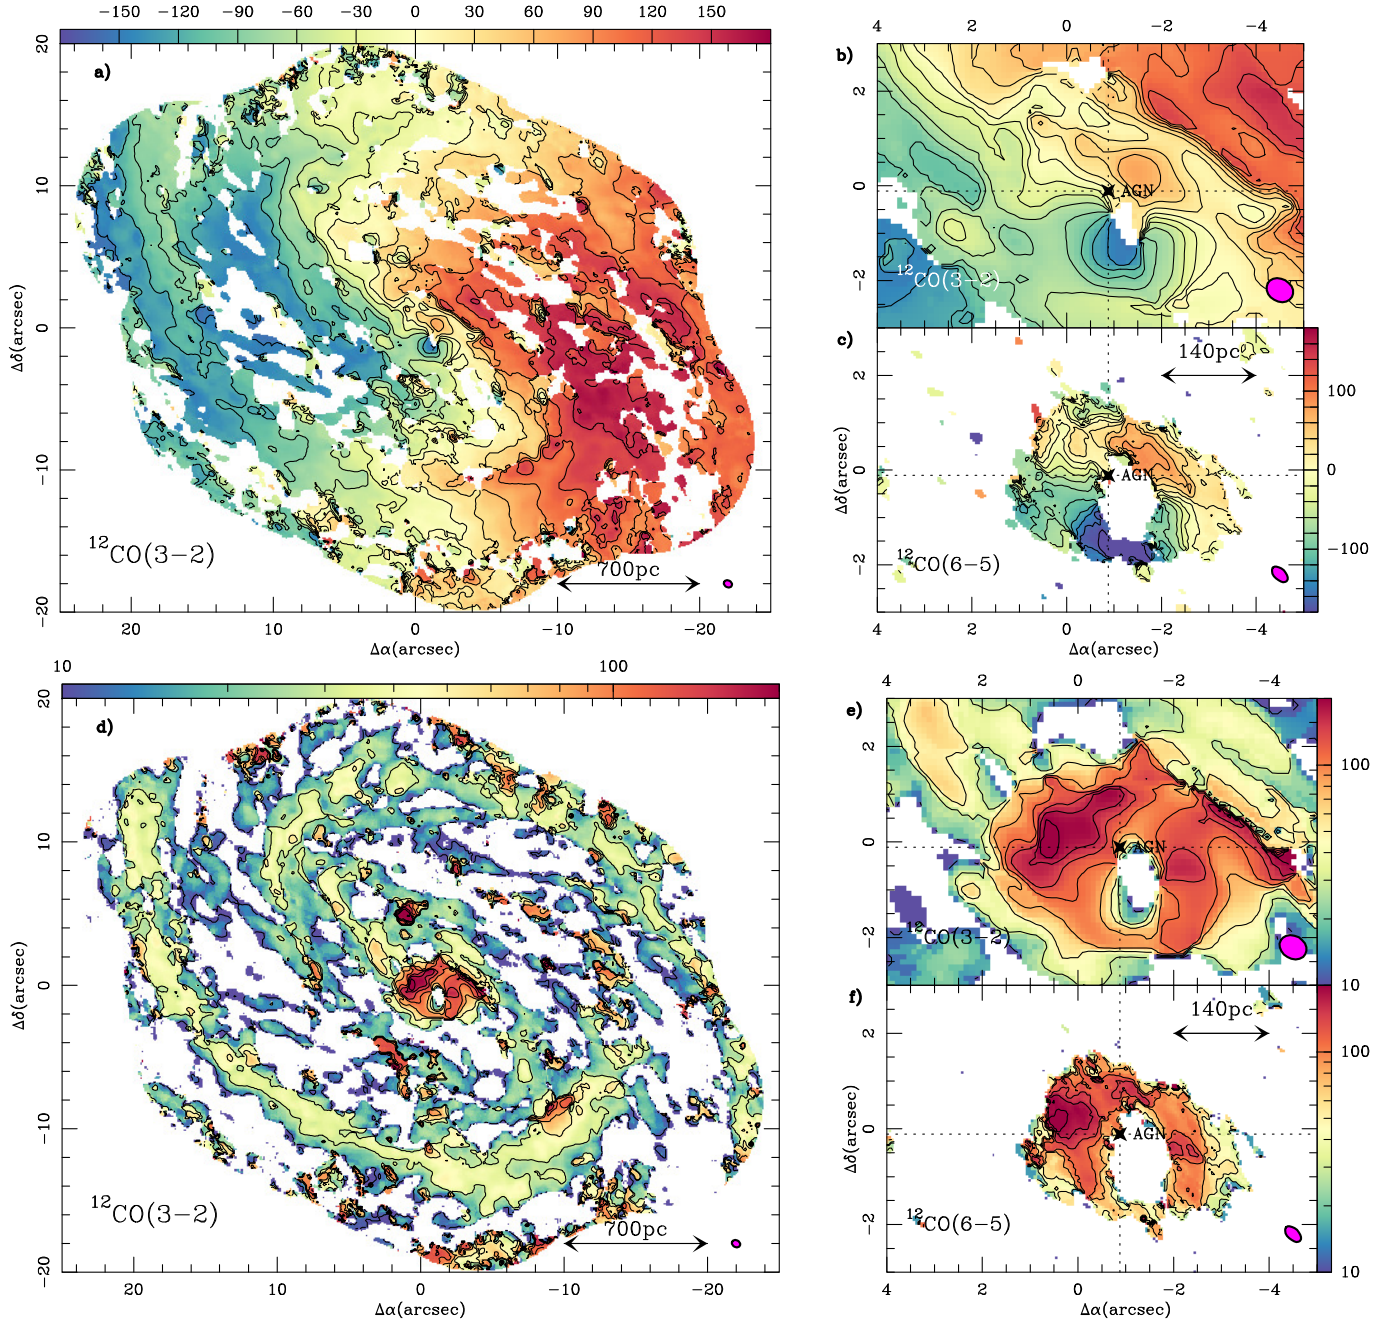 −150 −120 −90 −60 −30 0 30 60 90 120 150
a)
20
10
0
−10
−20
Δδ(arcsec)
¹²CO(3−2)
700pc
20 10 0 −10 −20
Δα(arcsec)
4 2 0 −2 −4
b)
2
0
−2
AGN
¹²CO(3−2)
c)
140pc
2
0
−2
Δδ(arcsec)
AGN
¹²CO(6−5)
100
0
−100
4 2 0 −2 −4
Δα(arcsec)
10 100
d)
20
10
0
−10
−20
Δδ(arcsec)
¹²CO(3−2)
700pc
20 10 0 −10 −20
Δα(arcsec)
4 2 0 −2 −4
e)
2
0
−2
AGN
¹²CO(3−2)
100
10
f)
140pc
2
0
−2
Δδ(arcsec)
AGN
¹²CO(6−5)
100
10
4 2 0 −2 −4
Δα(arcsec)